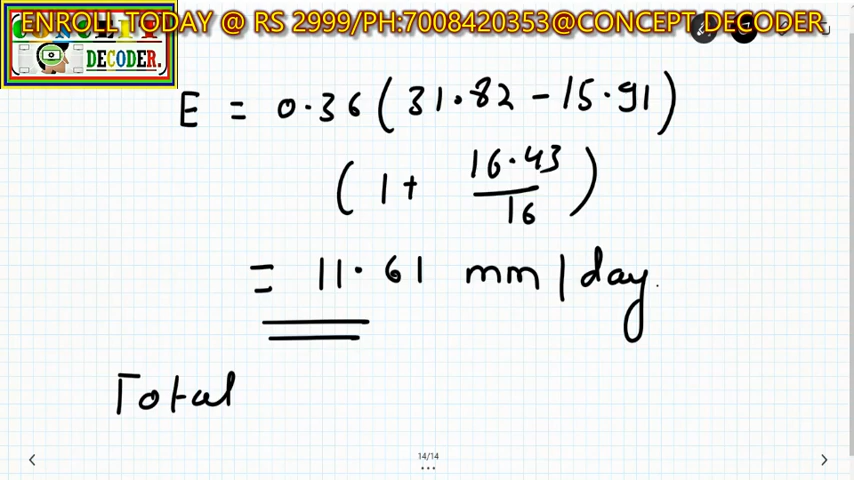 ENROLL TODAY @ RS 2999/PH:7008420353@CONCEPT DECODER
DECODER.
E = 0.36 (31.82 - 15.91)
(1 + 16.43 / 16)
= 11.61 mm/day.
Total
14/14